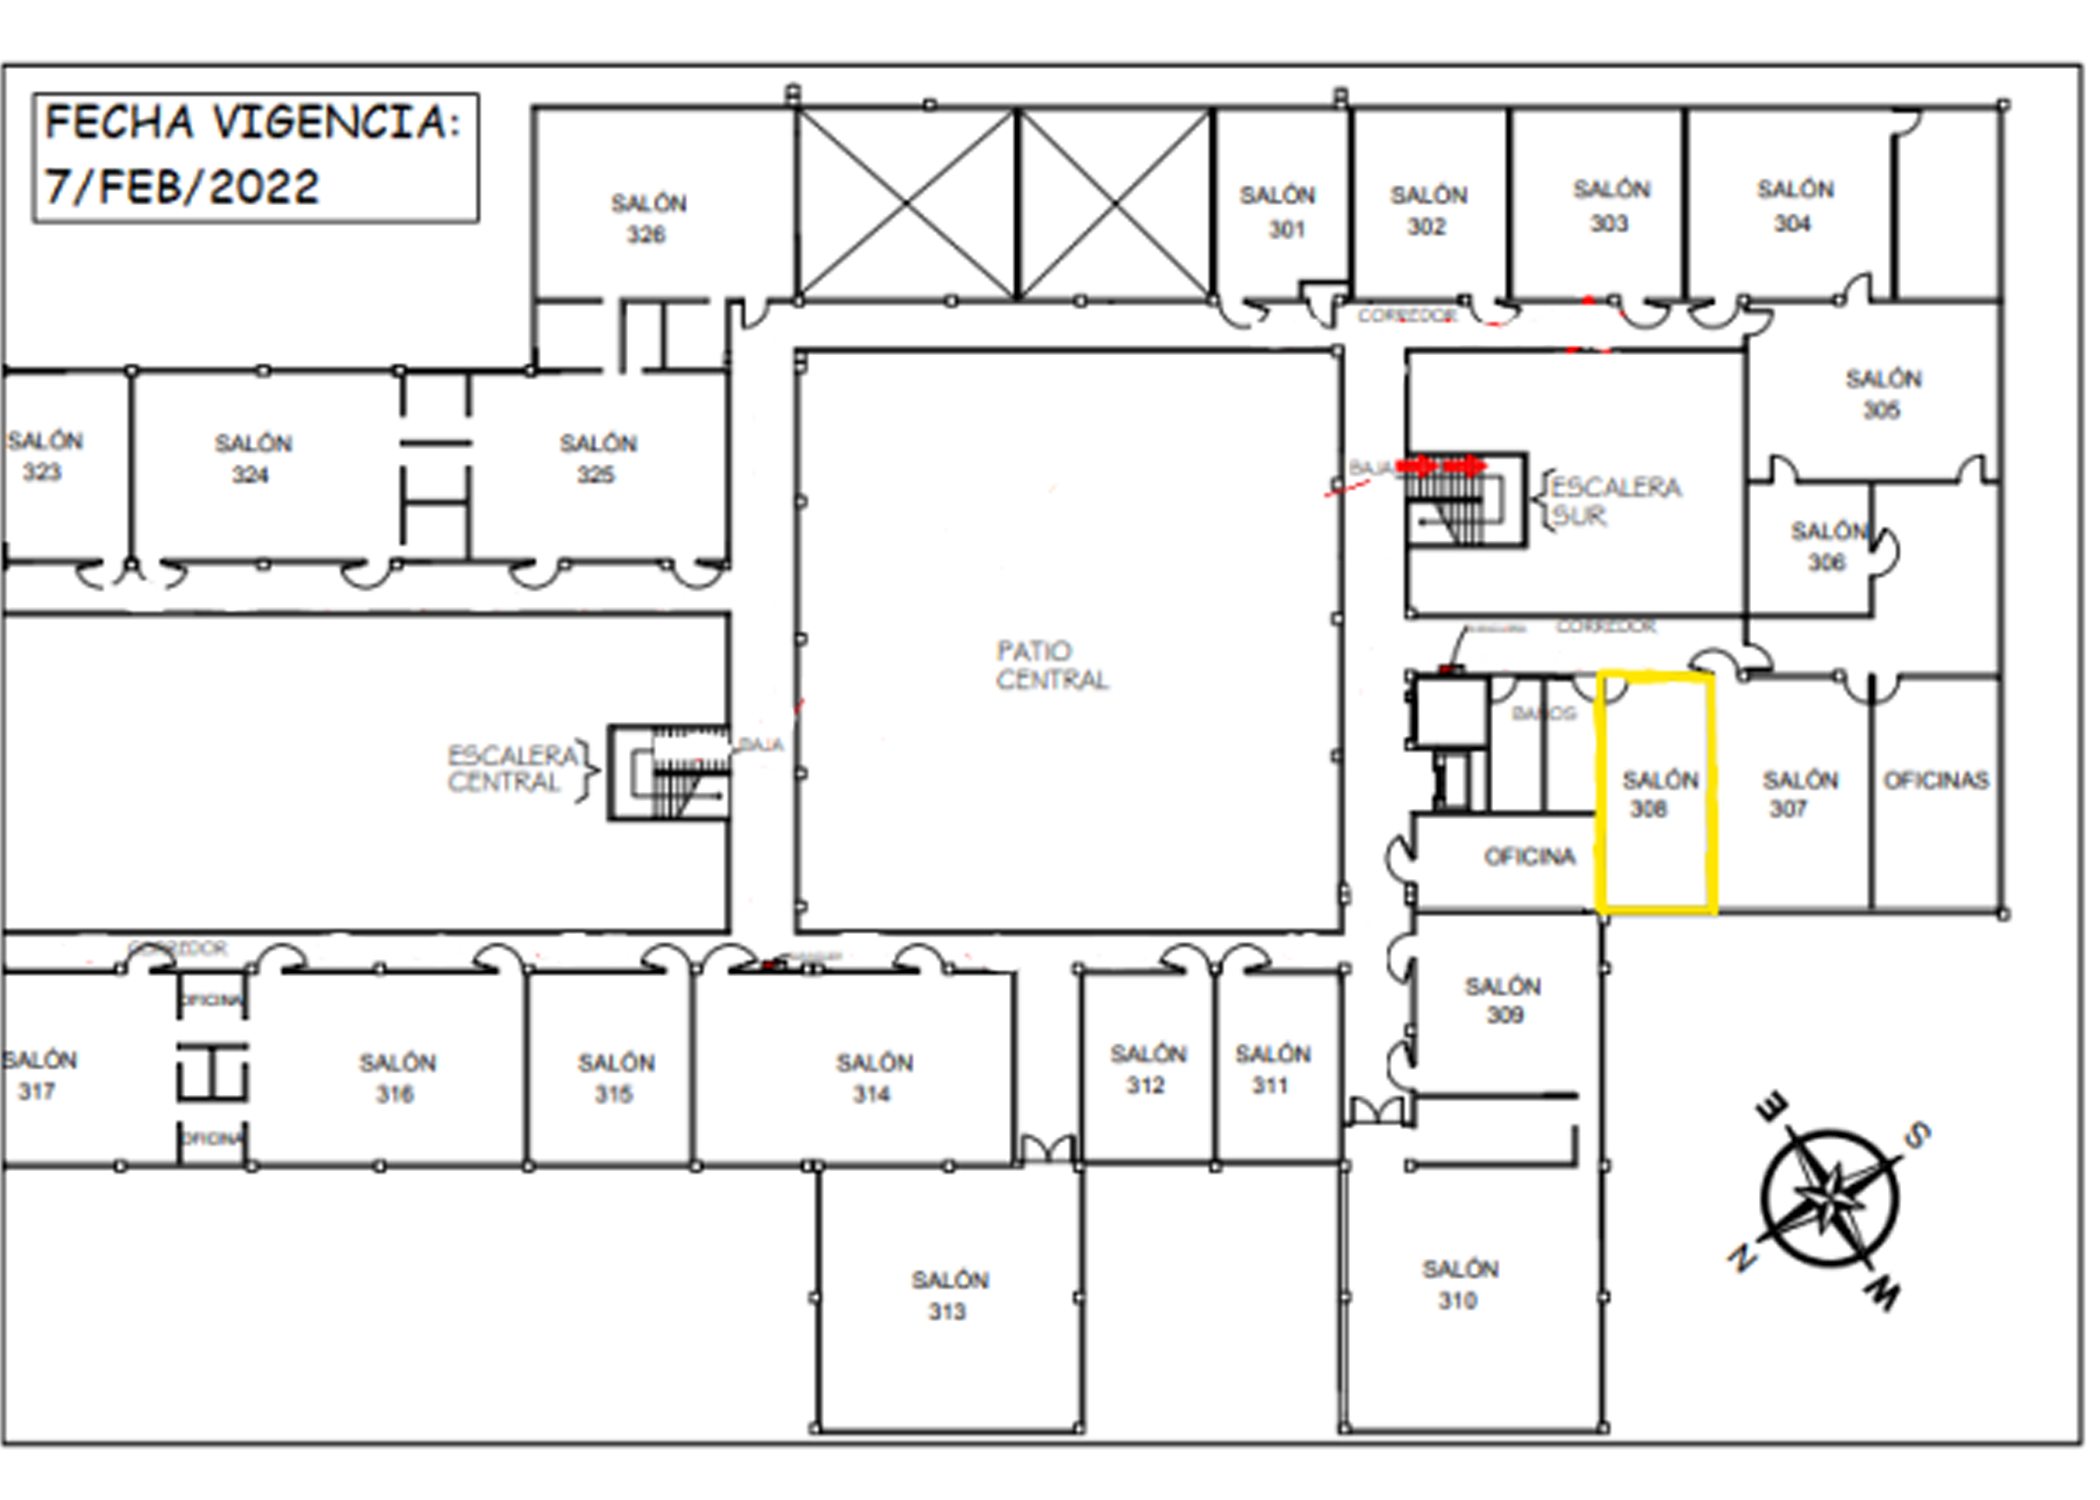 FECHA VIGENCIA:
7/FEB/2022
SALÓN
326
SALÓN
301
SALÓN
302
SALÓN
303
SALÓN
304
CORREDOR
SALÓN
305
SALÓN
323
SALÓN
324
SALÓN
325
BAJA
ESCALERA
SUR
SALÓN
306
CORREDOR
PATIO
CENTRAL
BAÑOS
ESCALERA
CENTRAL
BAJA
SALÓN
308
SALÓN
307
OFICINAS
OFICINA
CORREDOR
OFICINA
SALÓN
309
SALÓN
317
SALÓN
316
SALÓN
315
SALÓN
314
SALÓN
312
SALÓN
311
OFICINA
SALÓN
313
SALÓN
310
E
S
N
W